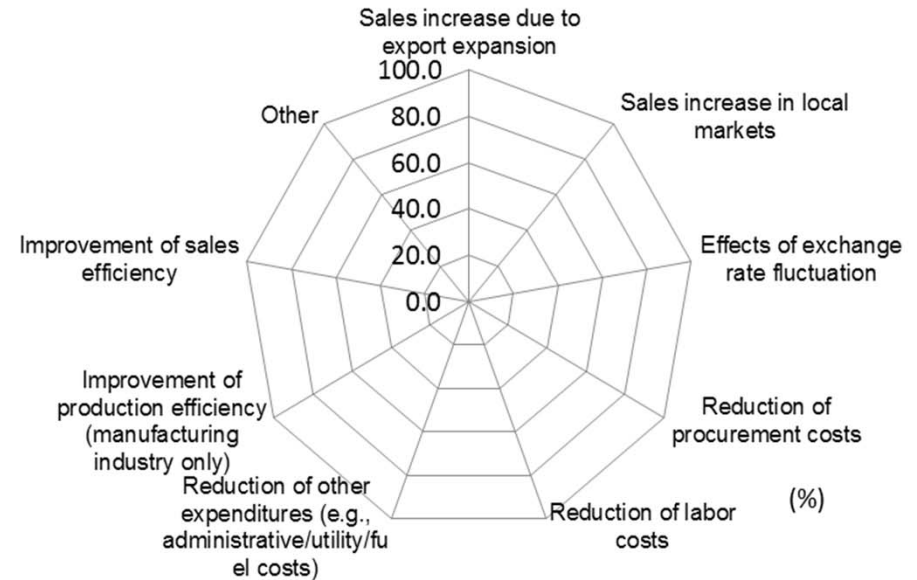 Sales increase due to
export expansion
100.0
80.0
60.0
40.0
20.0
0.0
Sales increase in local
markets
Effects of exchange
rate fluctuation
Reduction of
procurement costs
(%)
Reduction of labor
costs
Reduction of other
expenditures (e.g.,
administrative/utility/fu
el costs)
Improvement of
production efficiency
(manufacturing
industry only)
Improvement of sales
efficiency
Other